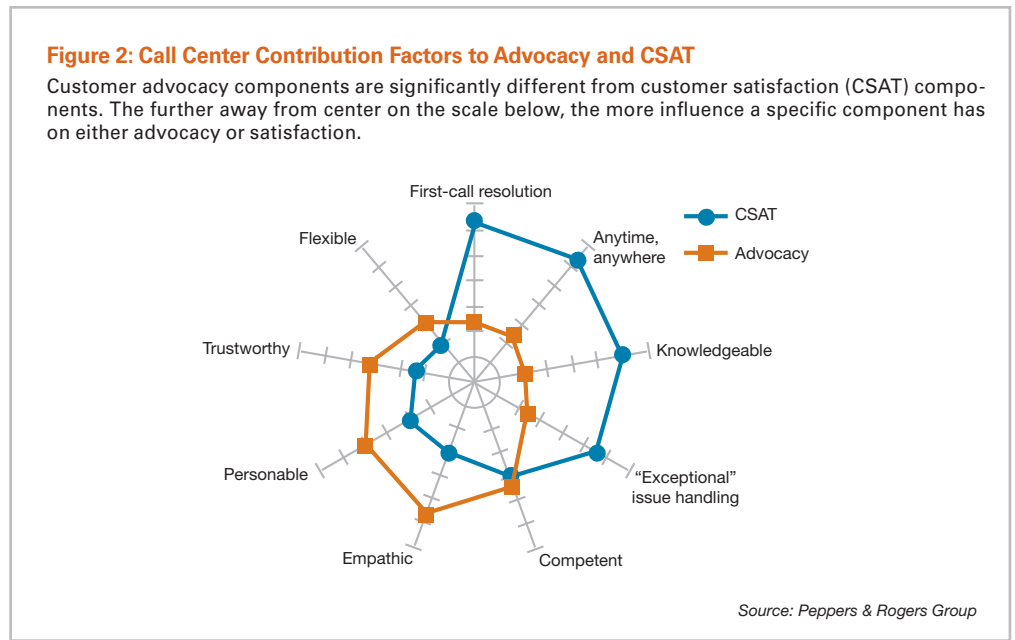 Figure 2: Call Center Contribution Factors to Advocacy and CSAT
Customer advocacy components are significantly different from customer satisfaction (CSAT) compo-
nents. The further away from center on the scale below, the more influence a specific component has
on either advocacy or satisfaction.
First-call resolution
CSAT
Flexible
Anytime,
anywhere
Advocacy
Trustworthy
Knowledgeable
Personable
“Exceptional”
issue handling
Empathic
Competent
Source: Peppers & Rogers Group